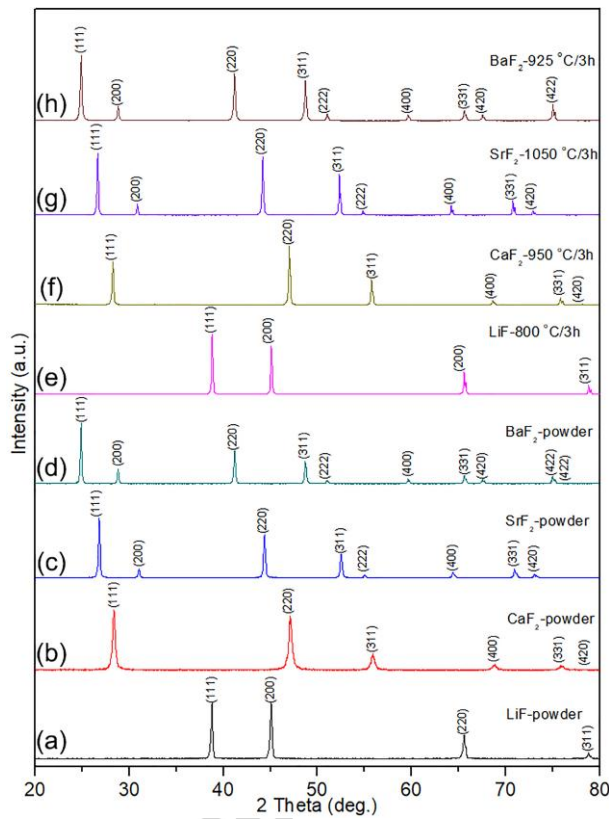 (111)
(200)
(220)
(311)
(222)
(400)
(331)
(420)
(422)
BaF2-925 °C/3h
(h)
(111)
(200)
(220)
(311)
(222)
(400)
(331)
(420)
SrF2-1050 °C/3h
(g)
(111)
(220)
(311)
(400)
(331)
(420)
CaF2-950 °C/3h
(f)
(111)
(200)
(200)
(311)
LiF-800 °C/3h
(e)
(111)
(200)
(220)
(311)
(222)
(400)
(331)
(420)
(422)
(422)
BaF2-powder
(d)
(111)
(200)
(220)
(311)
(222)
(400)
(331)
(420)
SrF2-powder
(c)
(111)
(220)
(311)
(400)
(331)
(420)
CaF2-powder
(b)
(111)
(200)
(220)
(311)
LiF-powder
(a)
Intensity (a.u.)
20 30 40 50 60 70 80
2 Theta (deg.)